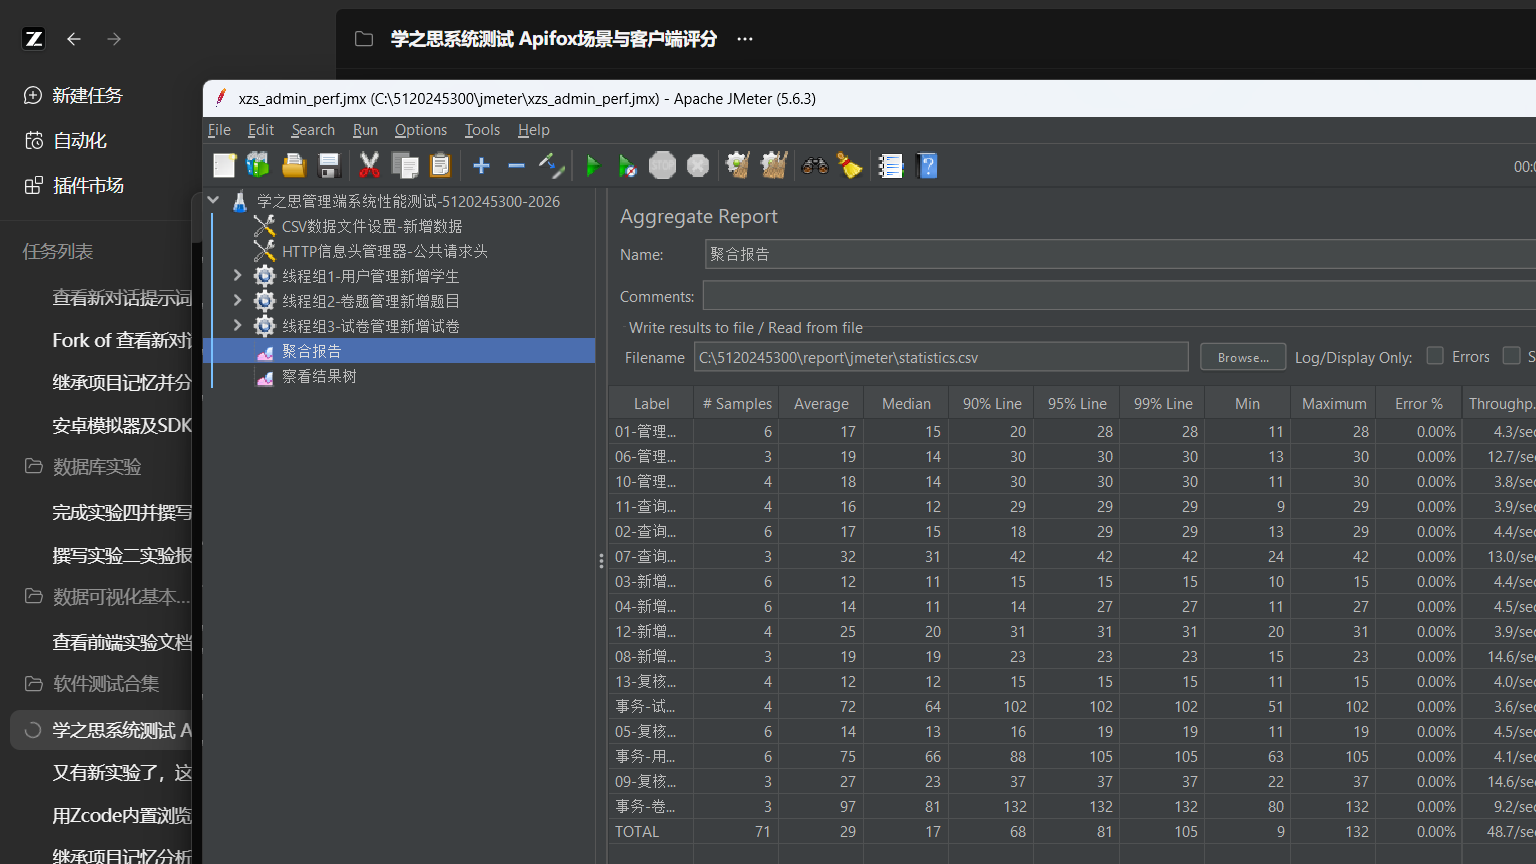 Z
学之思系统测试 Apifox场景与客户端评分 ...
新建任务
自动化
插件市场
任务列表
查看新对话提示词
Fork of 查看新对
继承项目记忆并分
安卓模拟器及SDK
数据库实验
完成实验四并撰写
撰写实验二实验报
数据可视化基本...
查看前端实验文档
软件测试合集
学之思系统测试 A
又有新实验了，这
用Zcode内置浏览
继承项目记忆分析
xzs_admin_perf.jmx (C:\5120245300\jmeter\xzs_admin_perf.jmx) - Apache JMeter (5.6.3)
File Edit Search Run Options Tools Help
STOP
00:
学之思管理端系统性能测试-5120245300-2026
CSV数据文件设置-新增数据
HTTP信息头管理器-公共请求头
线程组1-用户管理新增学生
线程组2-卷题管理新增题目
线程组3-试卷管理新增试卷
聚合报告
察看结果树
Aggregate Report
Name: 聚合报告
Comments:
Write results to file / Read from file
Filename C:\5120245300\report\jmeter\statistics.csv Browse... Log/Display Only: Errors S
Label # Samples Average Median 90% Line 95% Line 99% Line Min Maximum Error % Throughp.
01-管理... 6 17 15 20 28 28 11 28 0.00% 4.3/sec
06-管理... 3 19 14 30 30 30 13 30 0.00% 12.7/sec
10-管理... 4 18 14 30 30 30 11 30 0.00% 3.8/sec
11-查询... 4 16 12 29 29 29 9 29 0.00% 3.9/sec
02-查询... 6 17 15 18 29 29 13 29 0.00% 4.4/sec
07-查询... 3 32 31 42 42 42 24 42 0.00% 13.0/sec
03-新增... 6 12 11 15 15 15 10 15 0.00% 4.4/sec
04-新增... 6 14 11 14 27 27 11 27 0.00% 4.5/sec
12-新增... 4 25 20 31 31 31 20 31 0.00% 3.9/sec
08-新增... 3 19 19 23 23 23 15 23 0.00% 14.6/sec
13-复核... 4 12 12 15 15 15 11 15 0.00% 4.0/sec
事务-试... 4 72 64 102 102 102 51 102 0.00% 3.6/sec
05-复核... 6 14 13 16 19 19 11 19 0.00% 4.5/sec
事务-用... 6 75 66 88 105 105 63 105 0.00% 4.1/sec
09-复核... 3 27 23 37 37 37 22 37 0.00% 14.6/sec
事务-卷... 3 97 81 132 132 132 80 132 0.00% 9.2/sec
TOTAL 71 29 17 68 81 105 9 132 0.00% 48.7/sec